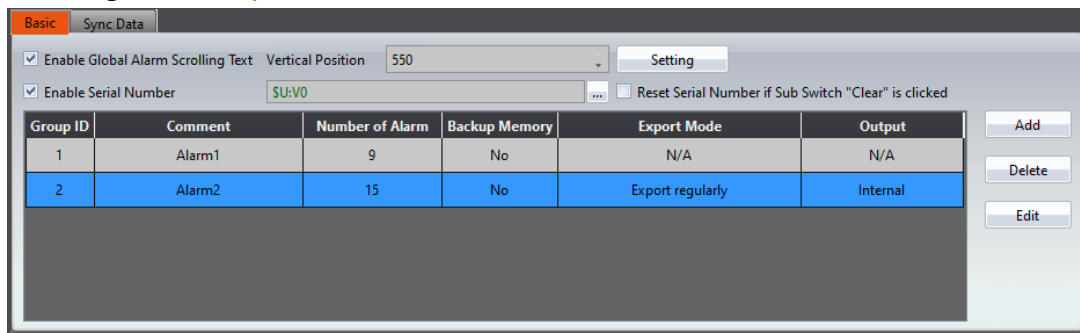 Basic Sync Data
Enable Global Alarm Scrolling Text Vertical Position 550 Setting
Enable Serial Number $U:V0 ... Reset Serial Number if Sub Switch "Clear" is clicked
Group ID Comment Number of Alarm Backup Memory Export Mode Output Add
1 Alarm1 9 No N/A N/A
Delete
2 Alarm2 15 No Export regularly Internal
Edit